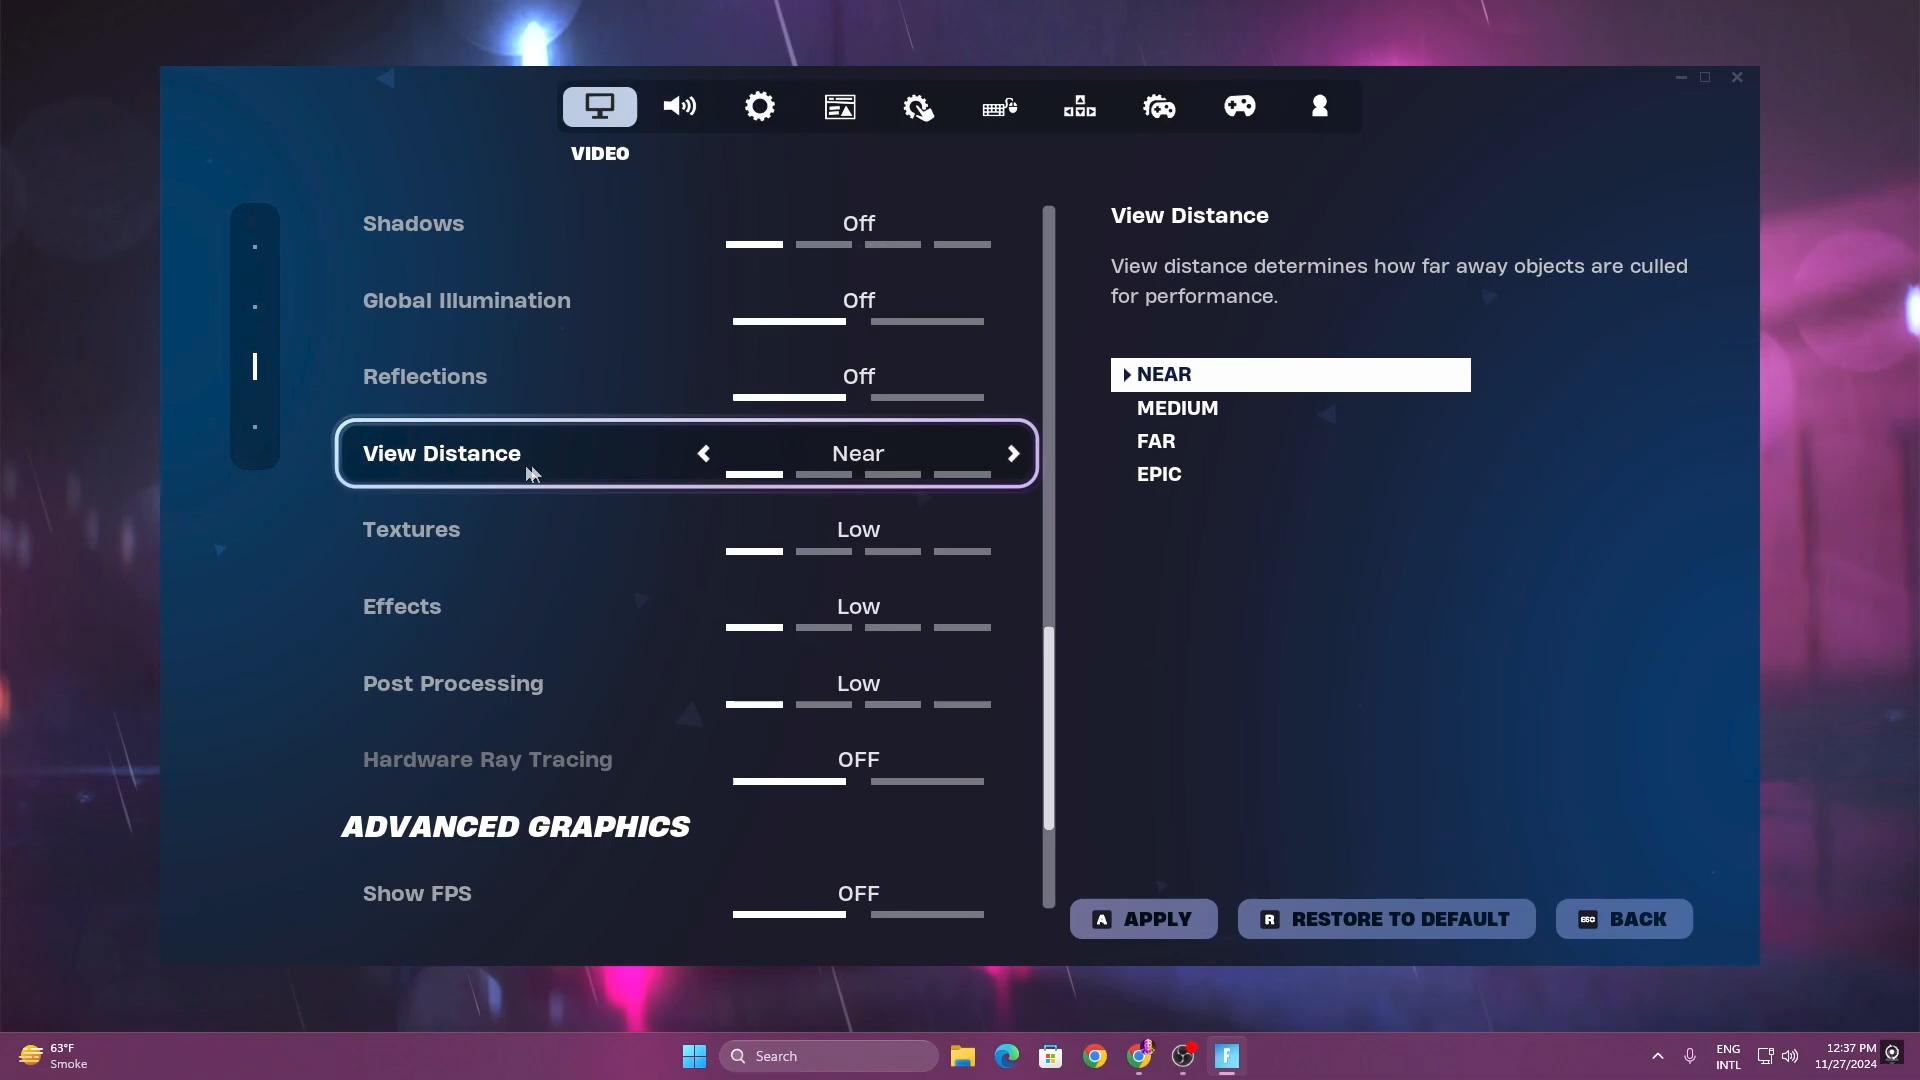 VIDEO
Shadows Off
Global Illumination Off
Reflections Off
View Distance Near
Textures Low
Effects Low
Post Processing Low
Hardware Ray Tracing OFF
ADVANCED GRAPHICS
Show FPS OFF
View Distance
View distance determines how far away objects are culled
for performance.
NEAR
MEDIUM
FAR
EPIC
A APPLY
R RESTORE TO DEFAULT
ESC BACK
63°F
Smoke
Search
F
ENG
INTL
12:37 PM
11/27/2024